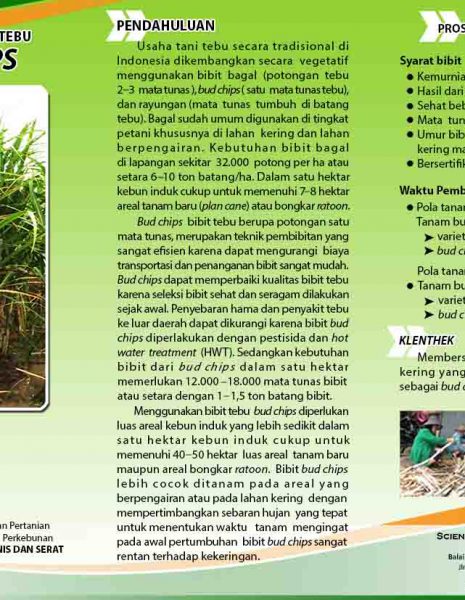 TEBU
PS
an Pertanian
Perkebunan
NIS DAN SERAT
PENDAHULUAN
Usaha tani tebu secara tradisional di
Indonesia dikembangkan secara vegetatif
menggunakan bibit bagal (potongan tebu
2–3 mata tunas), bud chips ( satu mata tunas tebu),
dan rayungan (mata tunas tumbuh di batang
tebu). Bagal sudah umum digunakan di tingkat
petani khususnya di lahan kering dan lahan
berpengairan. Kebutuhan bibit bagal
di lapangan sekitar 32.000 potong per ha atau
setara 6–10 ton batang/ha. Dalam satu hektar
kebun induk cukup untuk memenuhi 7–8 hektar
areal tanam baru (plan cane) atau bongkar ratoon.
Bud chips bibit tebu berupa potongan satu
mata tunas, merupakan teknik pembibitan yang
sangat efisien karena dapat mengurangi biaya
transportasi dan penanganan bibit sangat mudah.
Bud chips dapat memperbaiki kualitas bibit tebu
karena seleksi bibit sehat dan seragam dilakukan
sejak awal. Penyebaran hama dan penyakit tebu
ke luar daerah dapat dikurangi karena bibit bud
chips diperlakukan dengan pestisida dan hot
water treatment (HWT). Sedangkan kebutuhan
bibit dari bud chips dalam satu hektar
memerlukan 12.000 –18.000 mata tunas bibit
atau setara dengan 1–1,5 ton batang bibit.
Menggunakan bibit tebu bud chips diperlukan
luas areal kebun induk yang lebih sedikit dalam
satu hektar kebun induk cukup untuk
memenuhi 40–50 hektar luas areal tanam baru
maupun areal bongkar ratoon. Bibit bud chips
lebih cocok ditanam pada areal yang
berpengairan atau pada lahan kering dengan
mempertimbangkan sebaran hujan yang tepat
untuk menentukan waktu tanam mengingat
pada awal pertumbuhan bibit bud chips sangat
rentan terhadap kekeringan.
PROS
Syarat bibit
Kemurnia
Hasil dari
Sehat beb
Mata tun
Umur bib
kering ma
Bersertifik
Waktu Pemb
Pola tanam
Tanam bu
variet
bud c
Pola tanam
Tanam bu
variet
bud c
KLENTHEK
Members
kering yang
sebagai bud c
SCIEN
Balai
Jln